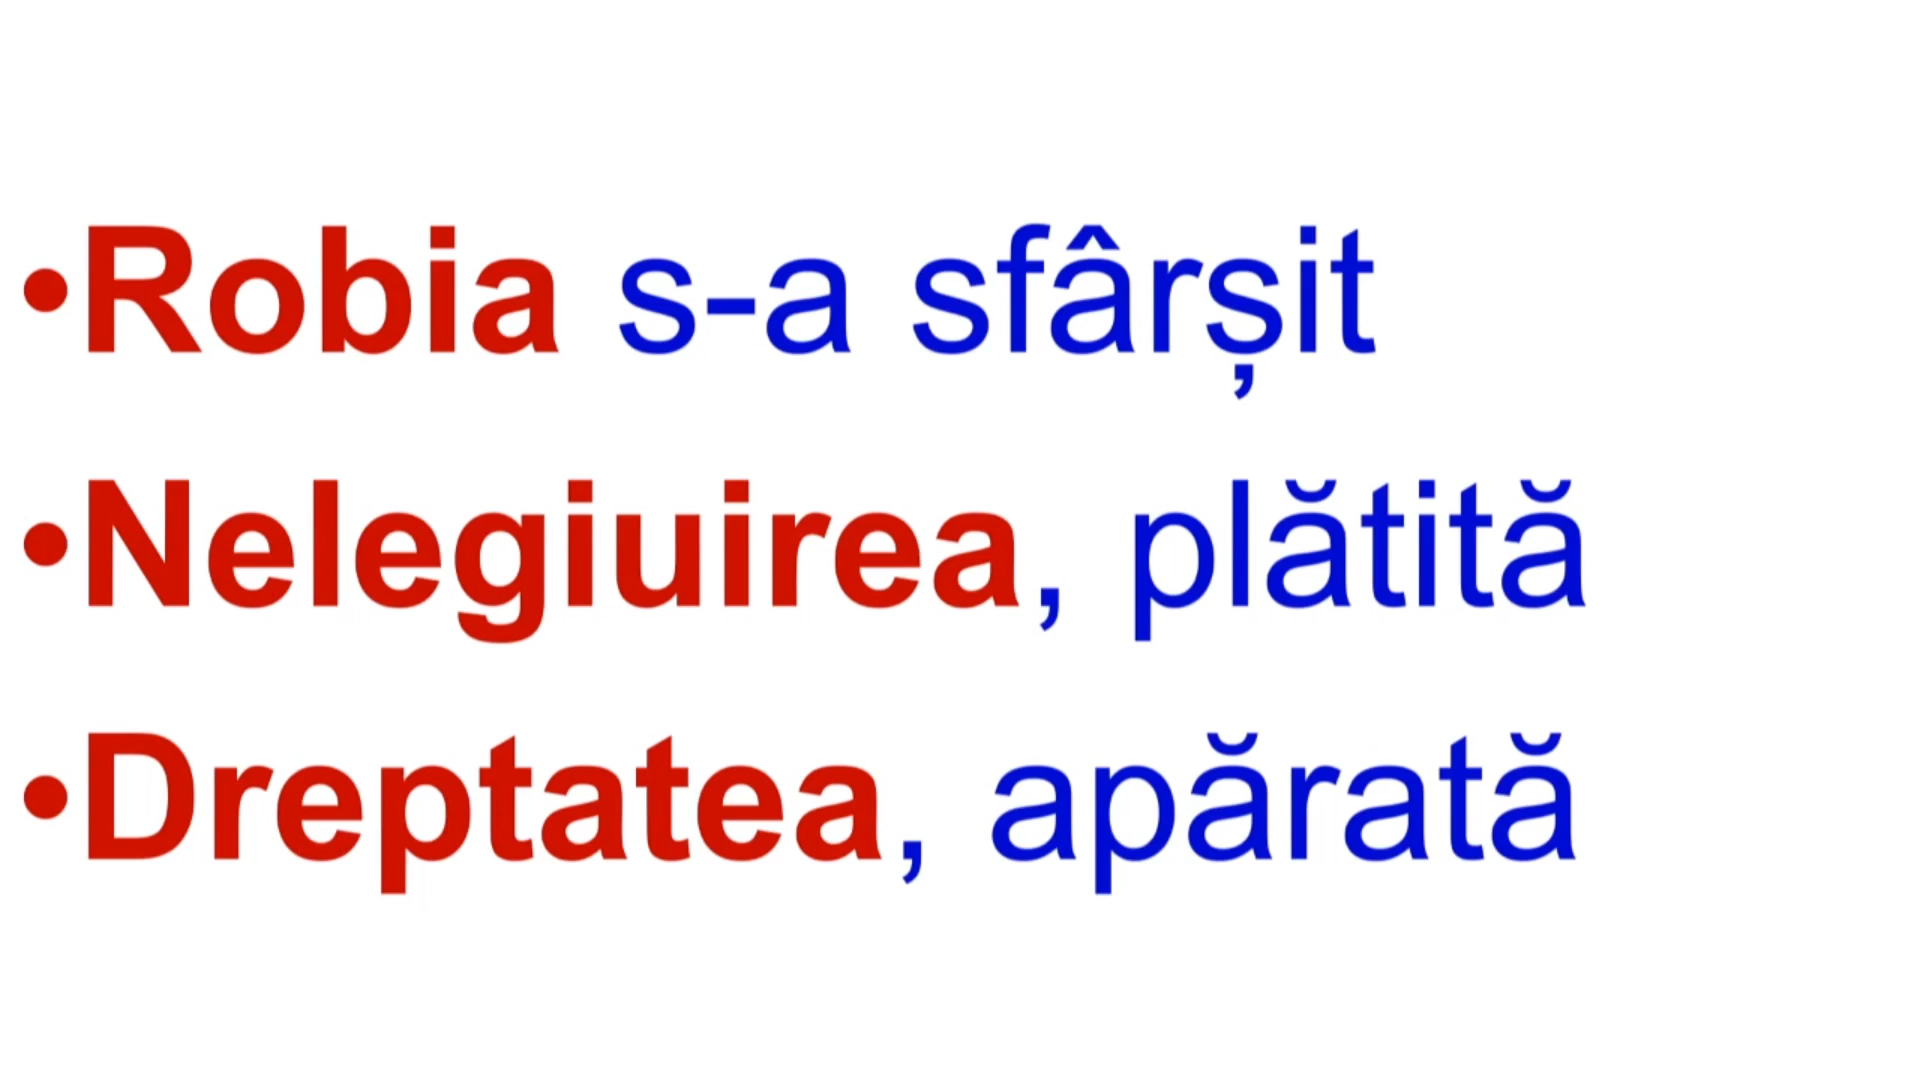 •Robia s-a sfârșit
•Nelegiuirea, plătită
•Dreptatea, apărată